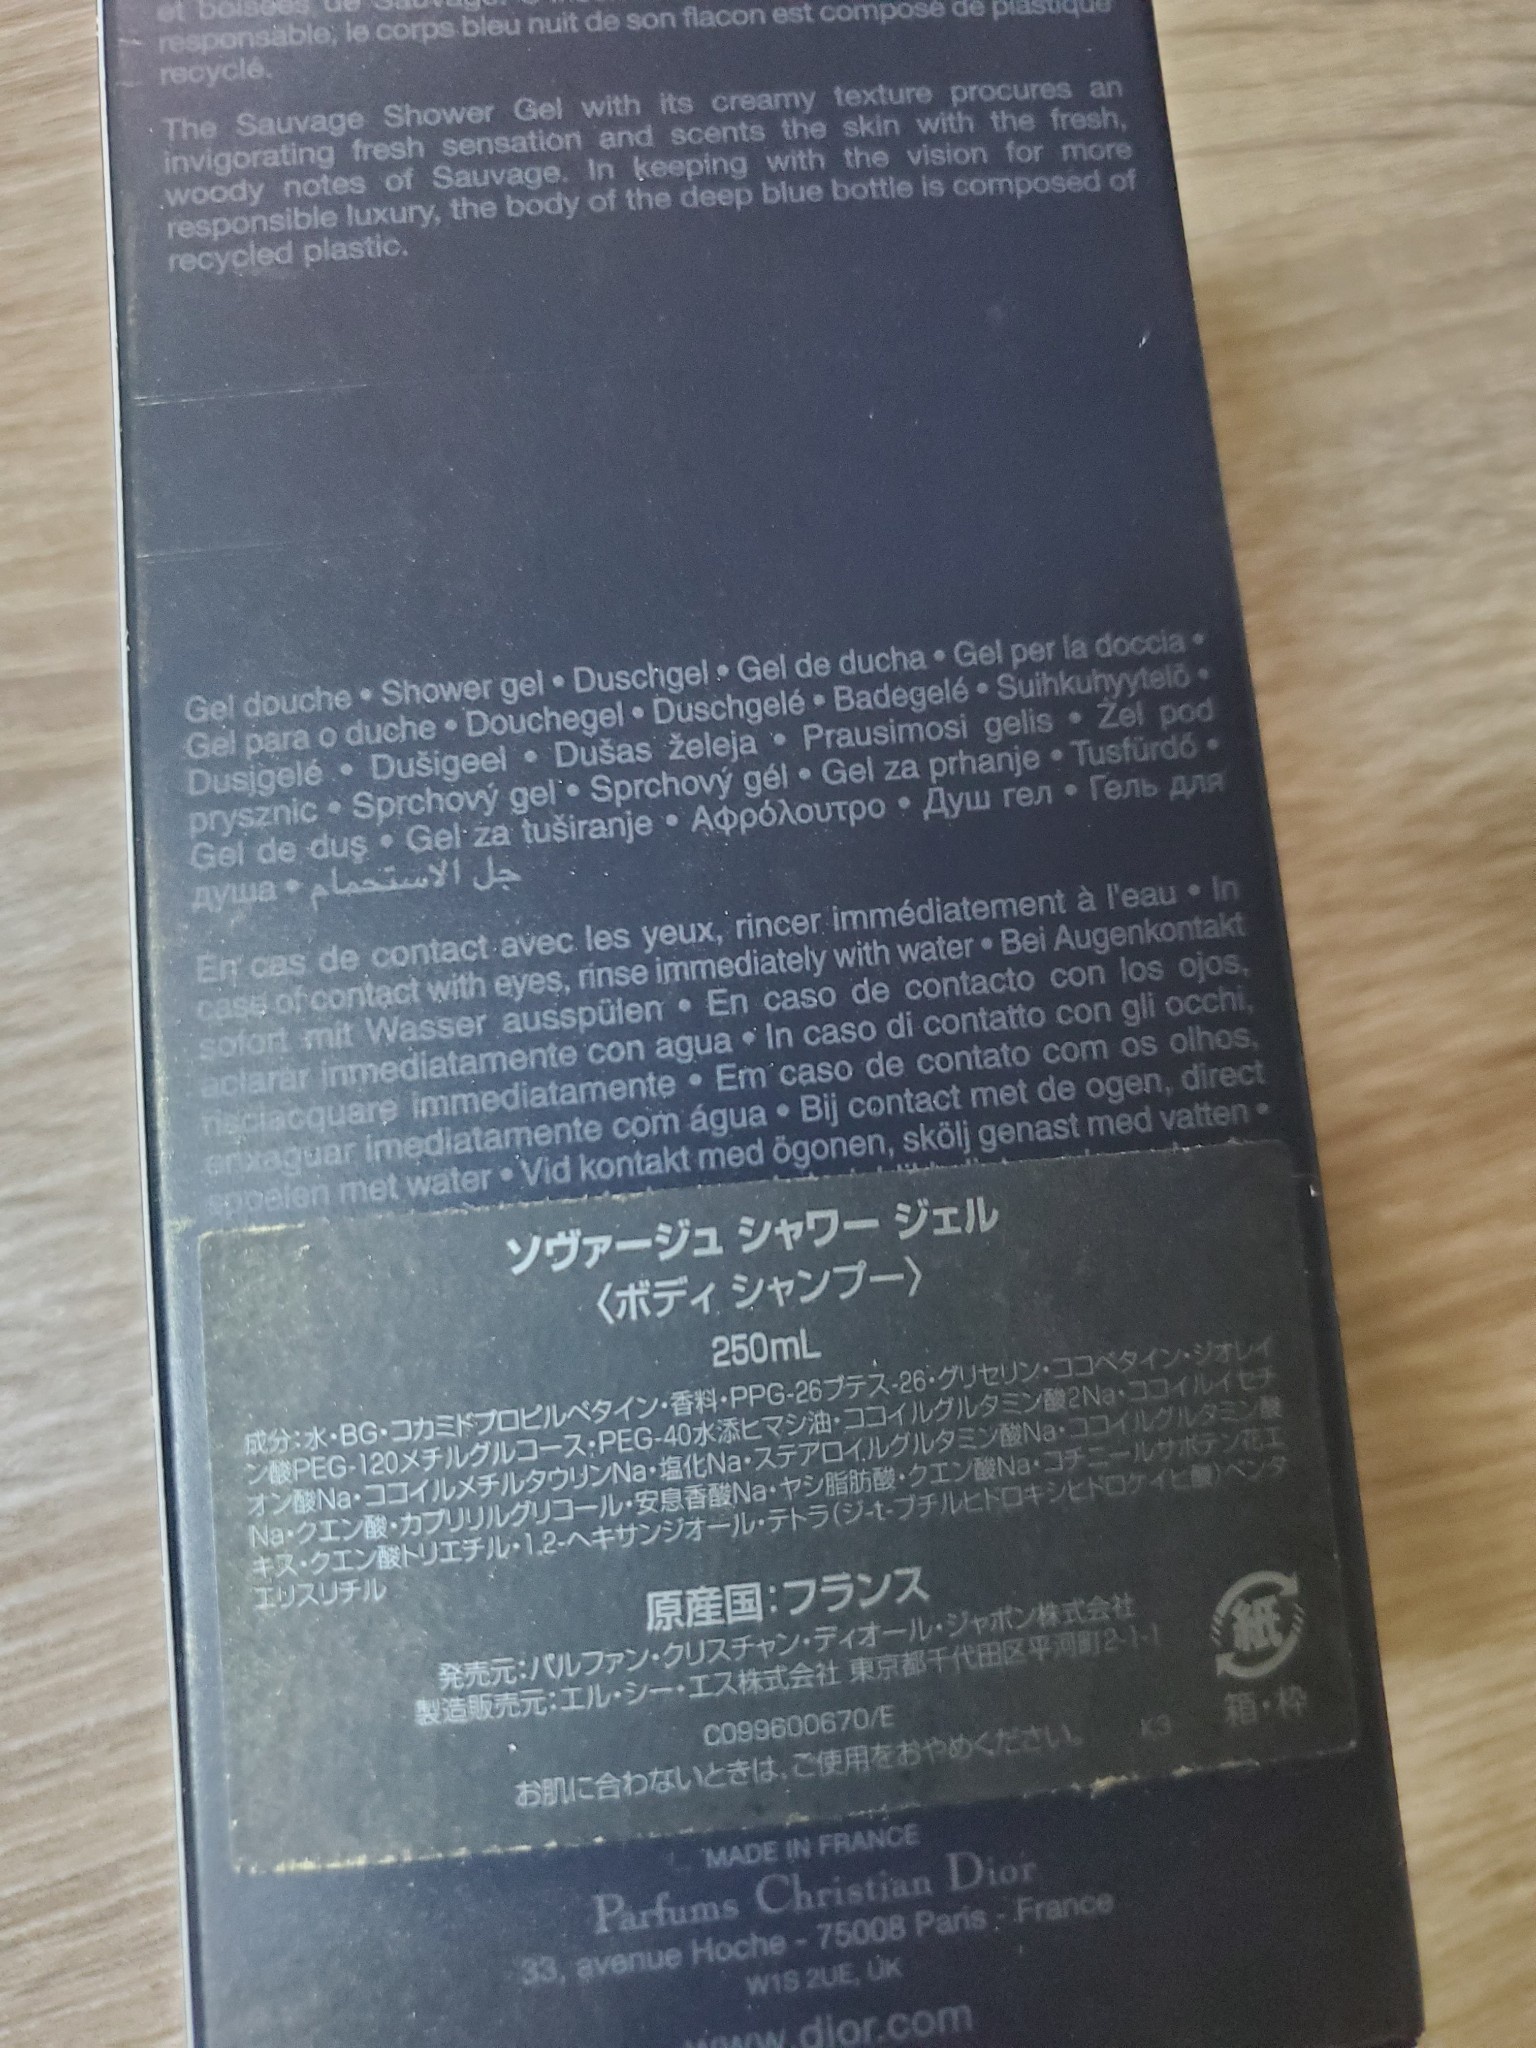 et boisées de Sauvage.
responsable, le corps bleu nuit de son flacon est composé de plastique
recyclé.
The Sauvage Shower Gel with its creamy texture procures an
invigorating fresh sensation and scents the skin with the fresh,
woody notes of Sauvage. In keeping with the vision for more
responsible luxury, the body of the deep blue bottle is composed of
recycled plastic.
Gel douche • Shower gel • Duschgel • Gel de ducha • Gel per la doccia •
Gel para o duche • Douchegel • Duschgelé • Badegelé • Suihkuhyytelö •
Dusjgelé • Dušigeel • Dušas želeja • Prausimosi gelis • Żel pod
prysznic • Sprchový gel • Sprchový gél • Gel za prhanje • Tusfürdő •
Gel de duş • Gel za tuširanje • Αφρόλουτρο • Душ гел • Гель для
душа • جل الاستحمام
En cas de contact avec les yeux, rincer immédiatement à l'eau • In
case of contact with eyes, rinse immediately with water • Bei Augenkontakt
sofort mit Wasser ausspülen • En caso de contacto con los ojos,
aclarar inmediatamente con agua • In caso di contatto con gli occhi,
risciacquare immediatamente • Em caso de contato com os olhos,
enxaguar imediatamente com água • Bij contact met de ogen, direct
spoelen met water • Vid kontakt med ögonen, skölj genast med vatten •
ソヴァージュ シャワー ジェル
〈ボディ シャンプー〉
250mL
成分：水・BG・コカミドプロピルベタイン・香料・PPG-26ブテス-26・グリセリン・ココベタイン・ジオレイ
ン酸PEG-120メチルグルコース・PEG-40水添ヒマシ油・ココイルグルタミン酸2Na・ココイルイセチ
オン酸Na・ココイルメチルタウリンNa・塩化Na・ステアロイルグルタミン酸Na・ココイルグルタミン酸
Na・クエン酸・カプリリルグリコール・安息香酸Na・ヤシ脂肪酸・クエン酸Na・コチニールサボテン花エ
キス・クエン酸トリエチル・1,2-ヘキサンジオール・テトラ(ジ-t-ブチルヒドロキシヒドロケイヒ酸)ペンタ
エリスリチル
原産国：フランス
発売元：パルファン・クリスチャン・ディオール・ジャポン株式会社
製造販売元：エル・シー・エス株式会社 東京都千代田区平河町2-1-1
C099600670/E
お肌に合わないときは、ご使用をおやめください。
K3
紙
箱・枠
MADE IN FRANCE
Parfums Christian Dior
33, avenue Hoche - 75008 Paris - France
W1S 2UE, UK
www.dior.com